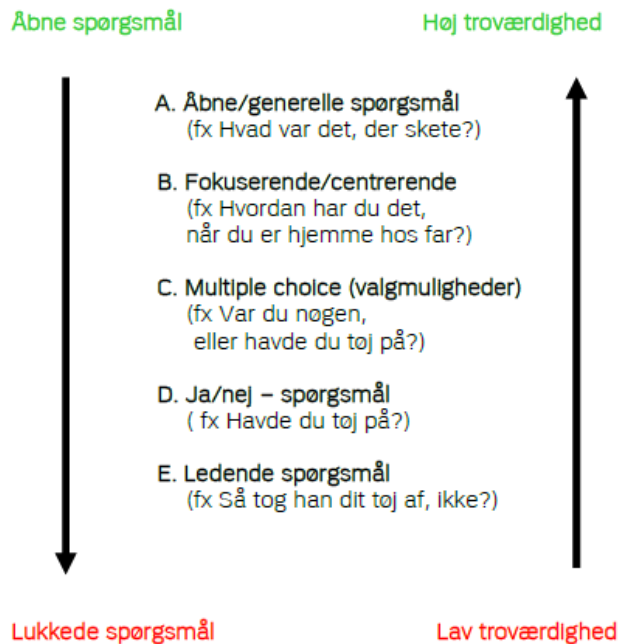 Åbne spørgsmål
Høj troværdighed
A. Åbne/generelle spørgsmål
(fx Hvad var det, der skete?)
B. Fokuserende/centrerende
(fx Hvordan har du det,
når du er hjemme hos far?)
C. Multiple choice (valgmuligheder)
(fx Var du nøgen,
eller havde du tøj på?)
D. Ja/nej – spørgsmål
( fx Havde du tøj på?)
E. Ledende spørgsmål
(fx Så tog han dit tøj af, ikke?)
Lukkede spørgsmål
Lav troværdighed